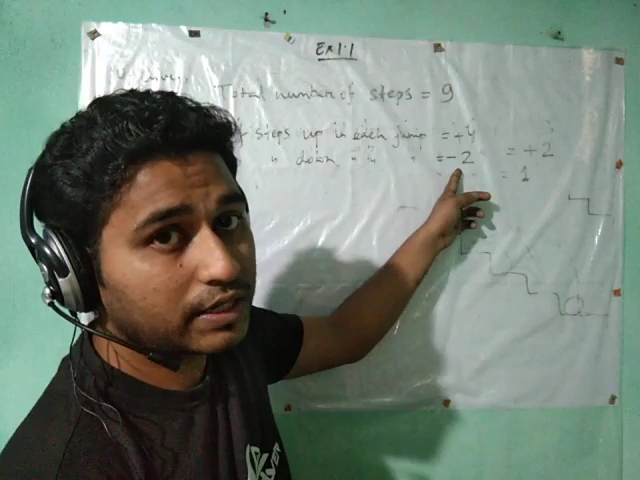 Ex 1.1
Total number of steps = 9
f steps up in each jump = +4
" down " " " = -2 = +2
= 1